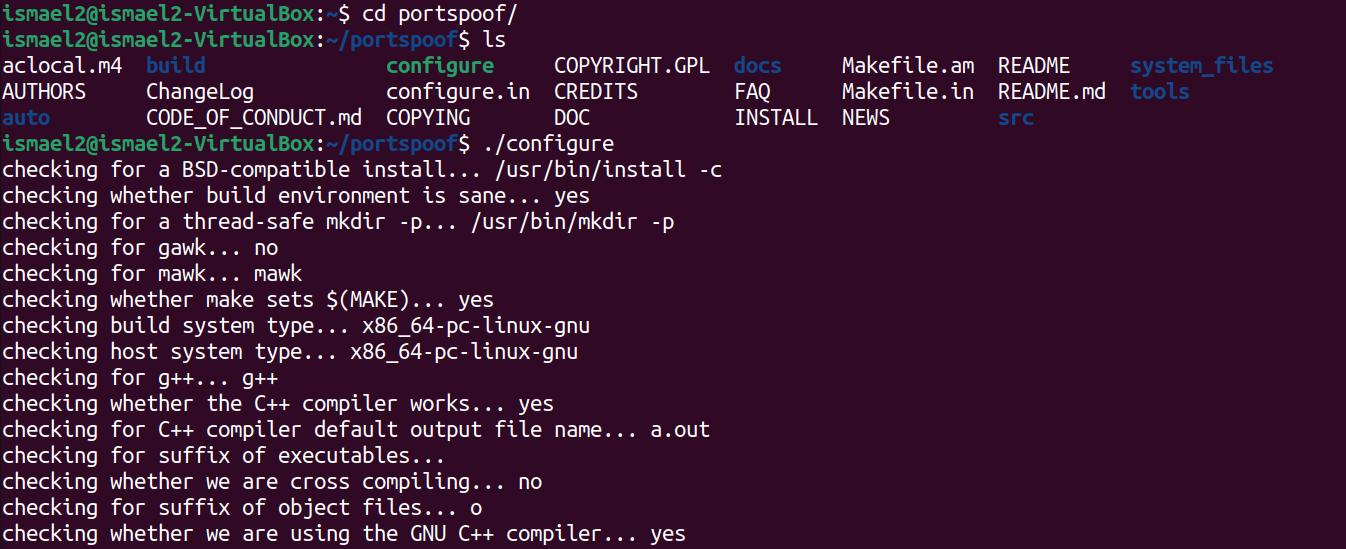 ismael2@ismael2-VirtualBox:~$ cd portspoof/
ismael2@ismael2-VirtualBox:~/portspoof$ ls
aclocal.m4  build               configure     COPYRIGHT.GPL  docs     Makefile.am  README     system_files
AUTHORS     ChangeLog           configure.in  CREDITS        FAQ      Makefile.in  README.md  tools
auto        CODE_OF_CONDUCT.md  COPYING       DOC            INSTALL  NEWS         src
ismael2@ismael2-VirtualBox:~/portspoof$ ./configure
checking for a BSD-compatible install... /usr/bin/install -c
checking whether build environment is sane... yes
checking for a thread-safe mkdir -p... /usr/bin/mkdir -p
checking for gawk... no
checking for mawk... mawk
checking whether make sets $(MAKE)... yes
checking build system type... x86_64-pc-linux-gnu
checking host system type... x86_64-pc-linux-gnu
checking for g++... g++
checking whether the C++ compiler works... yes
checking for C++ compiler default output file name... a.out
checking for suffix of executables...
checking whether we are cross compiling... no
checking for suffix of object files... o
checking whether we are using the GNU C++ compiler... yes